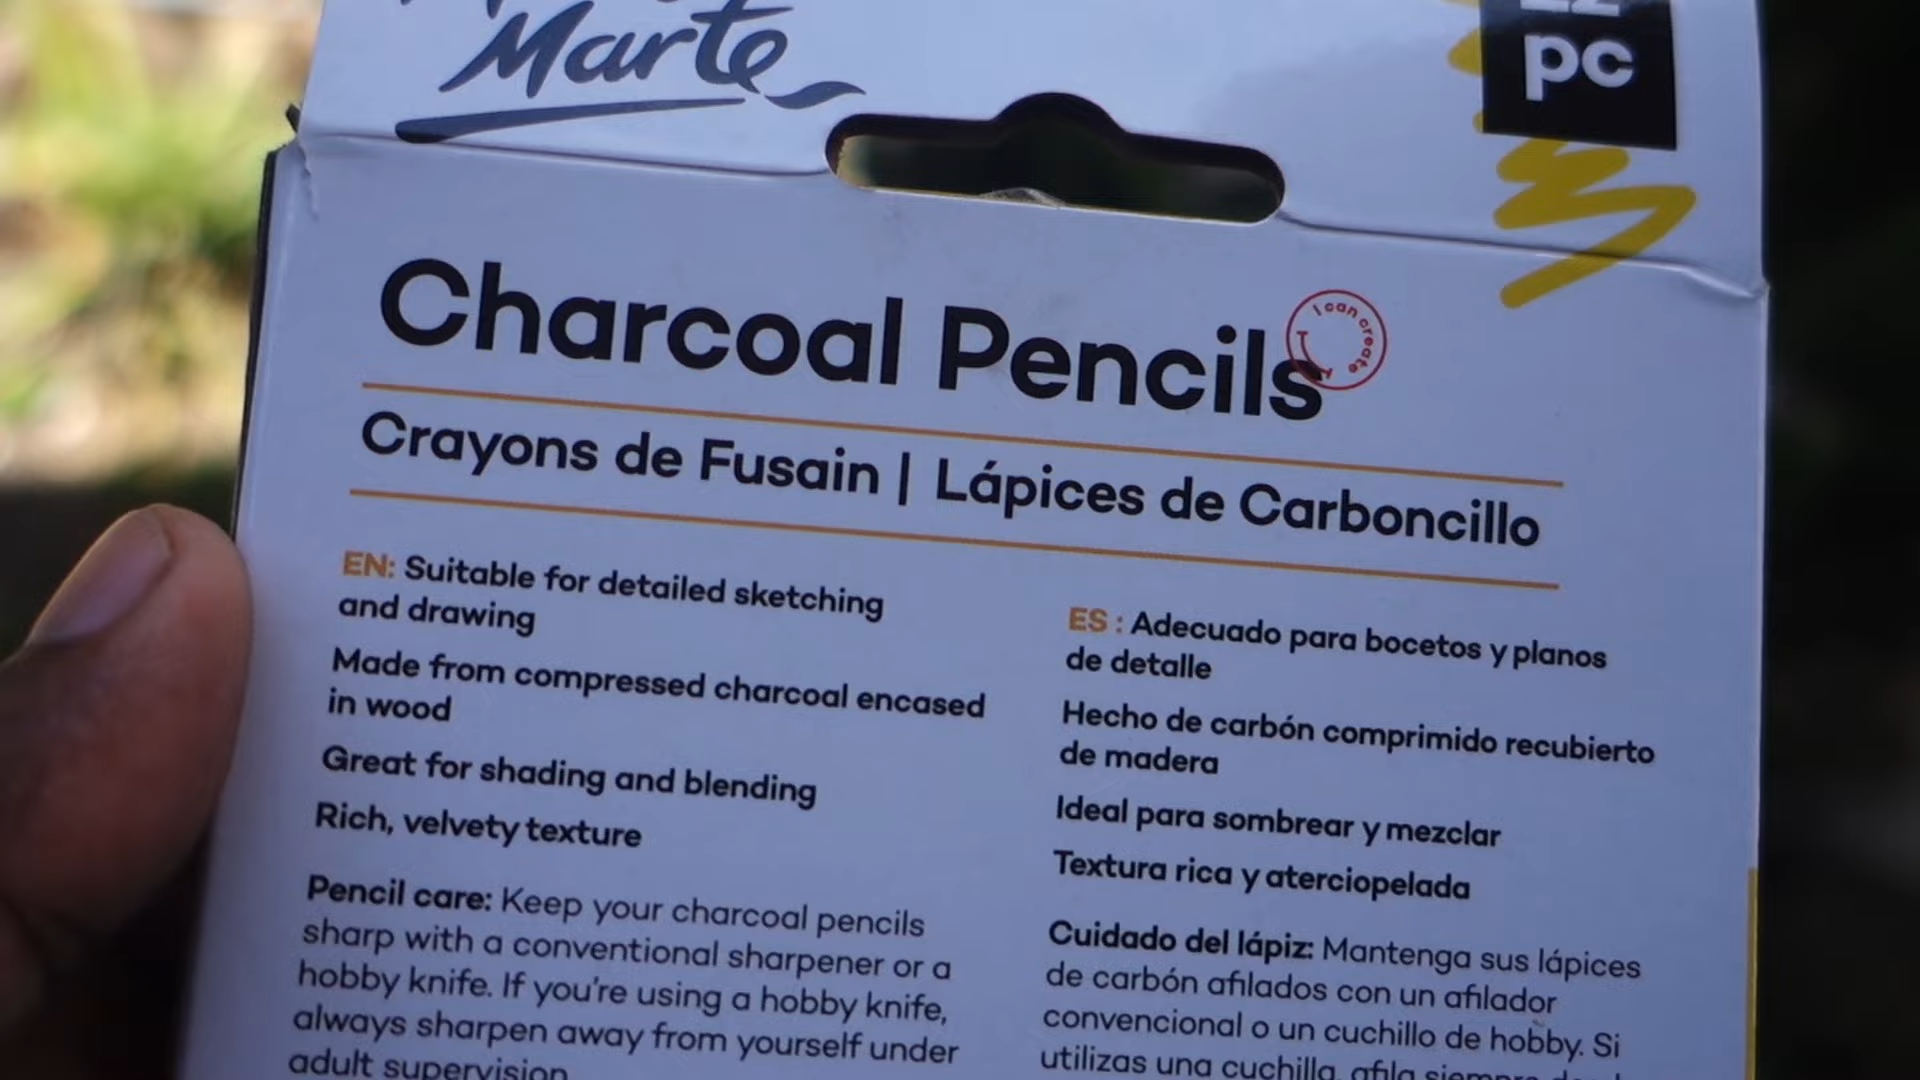 Marte
pc
Charcoal Pencils
I can create
Crayons de Fusain | Lápices de Carboncillo
EN: Suitable for detailed sketching
and drawing
Made from compressed charcoal encased
in wood
Great for shading and blending
Rich, velvety texture
Pencil care: Keep your charcoal pencils
sharp with a conventional sharpener or a
hobby knife. If you're using a hobby knife,
always sharpen away from yourself under
adult supervision
ES : Adecuado para bocetos y planos
de detalle
Hecho de carbón comprimido recubierto
de madera
Ideal para sombrear y mezclar
Textura rica y aterciopelada
Cuidado del lápiz: Mantenga sus lápices
de carbón afilados con un afilador
convencional o un cuchillo de hobby. Si
utilizas una cuchilla, afila siempre